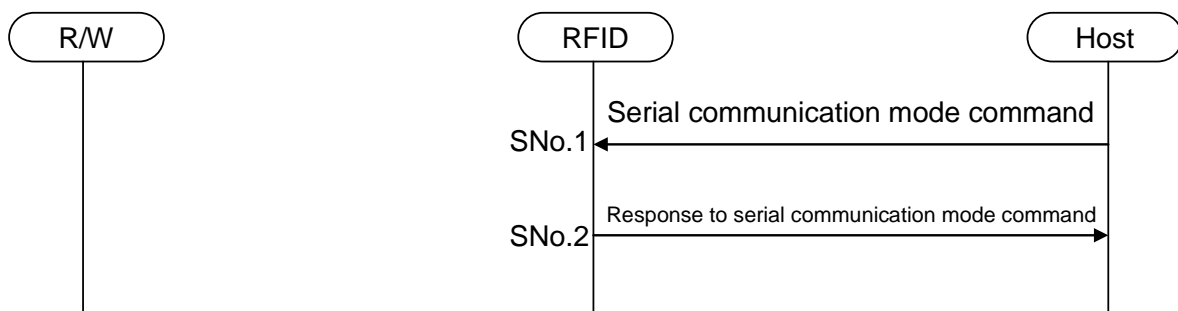 R/W
RFID
Host
Serial communication mode command
SNo.1
Response to serial communication mode command
SNo.2